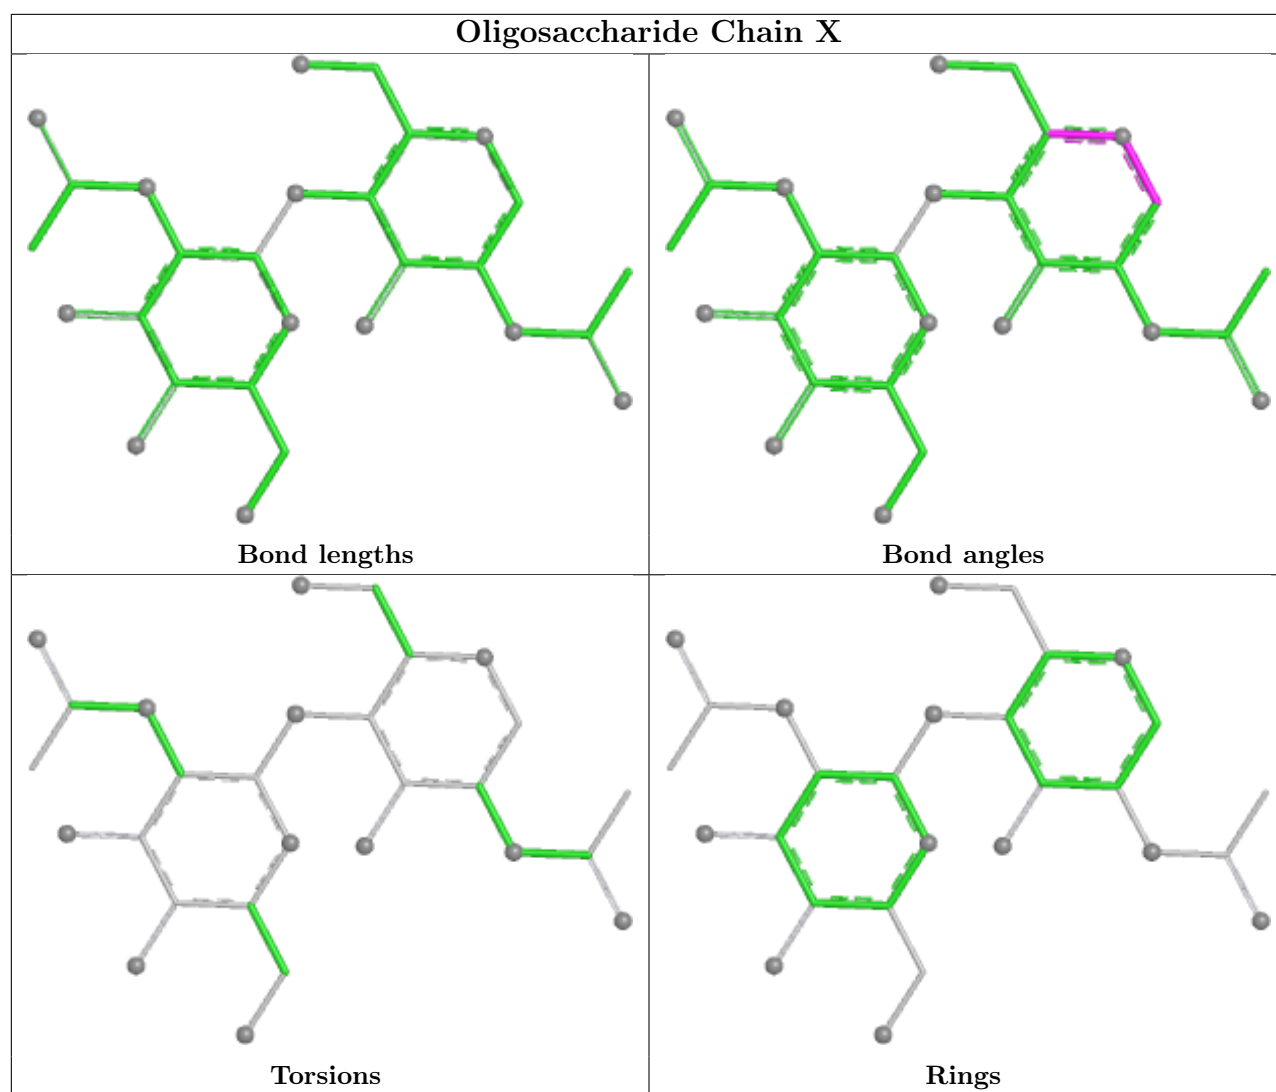 Oligosaccharide Chain X
Bond lengths
Bond angles
Torsions
Rings